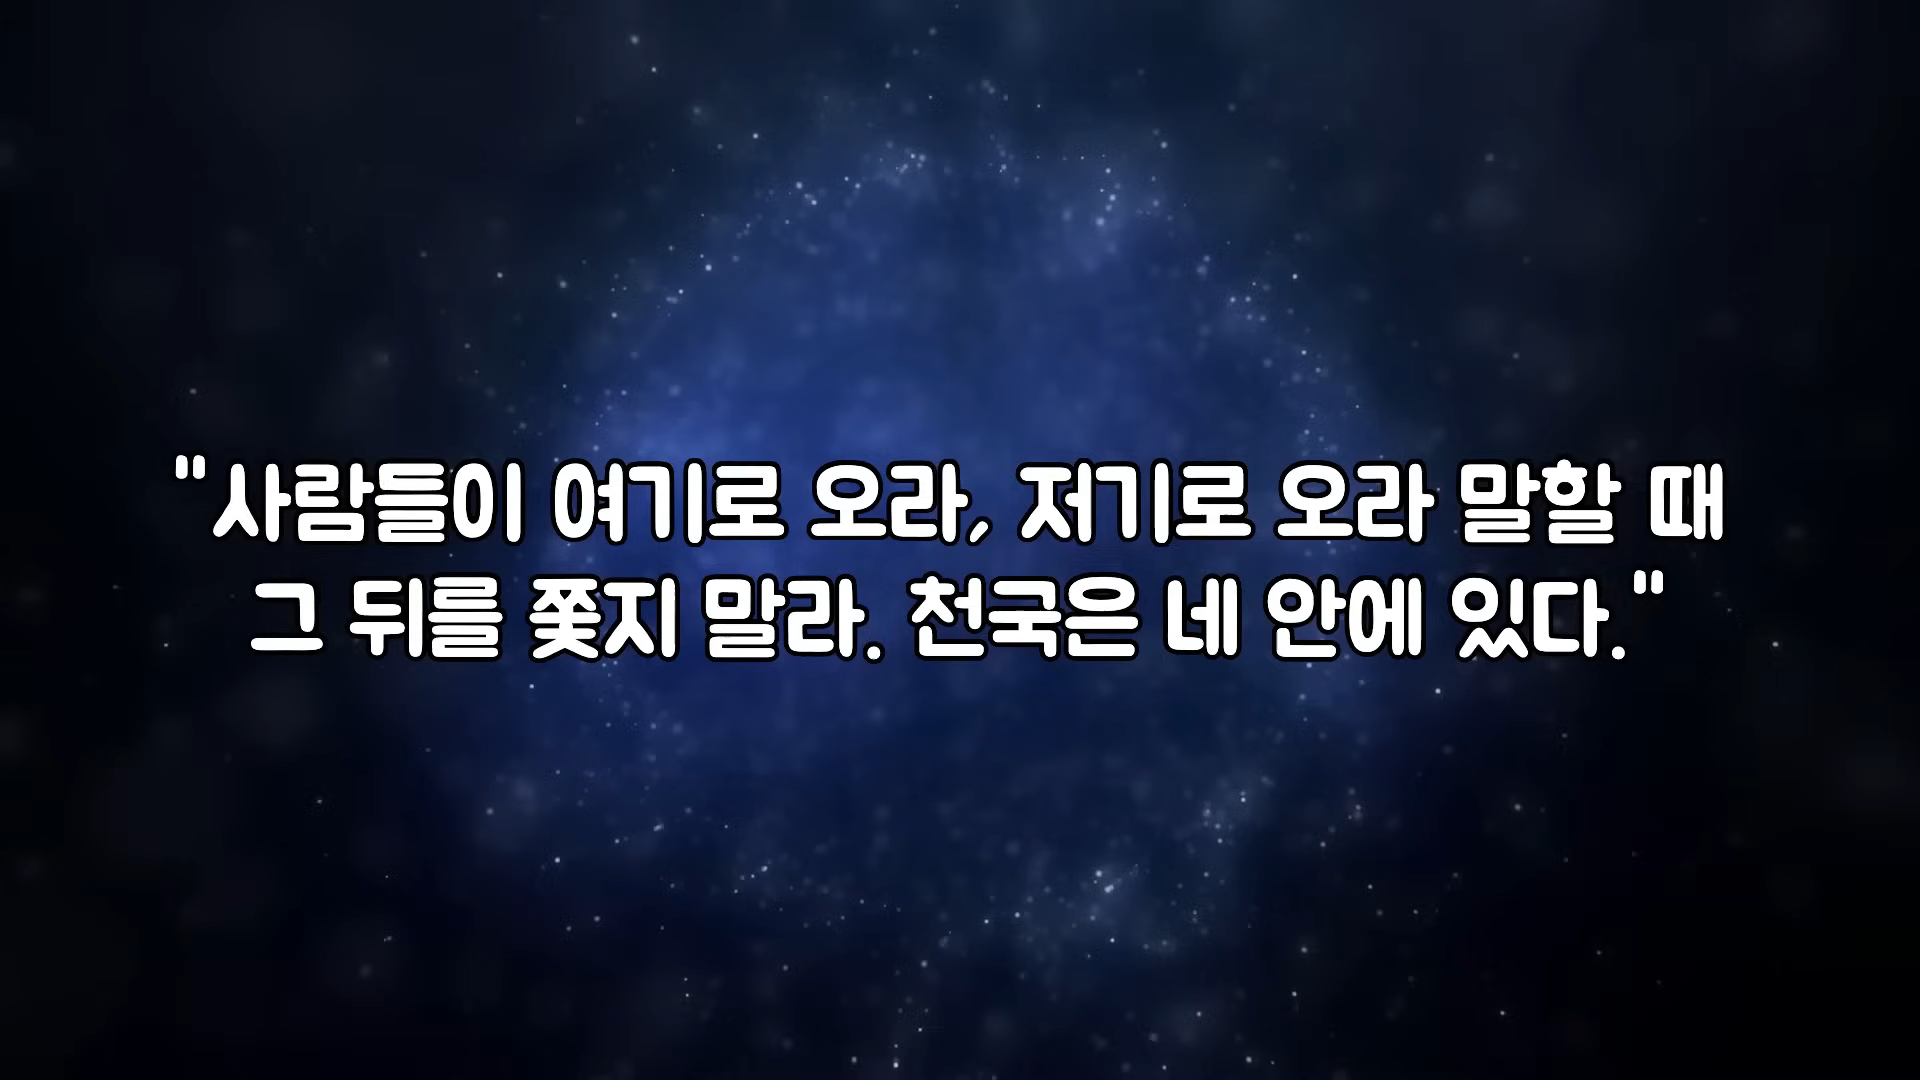 "사람들이 여기로 오라, 저기로 오라 말할 때
그 뒤를 쫓지 말라. 천국은 네 안에 있다."